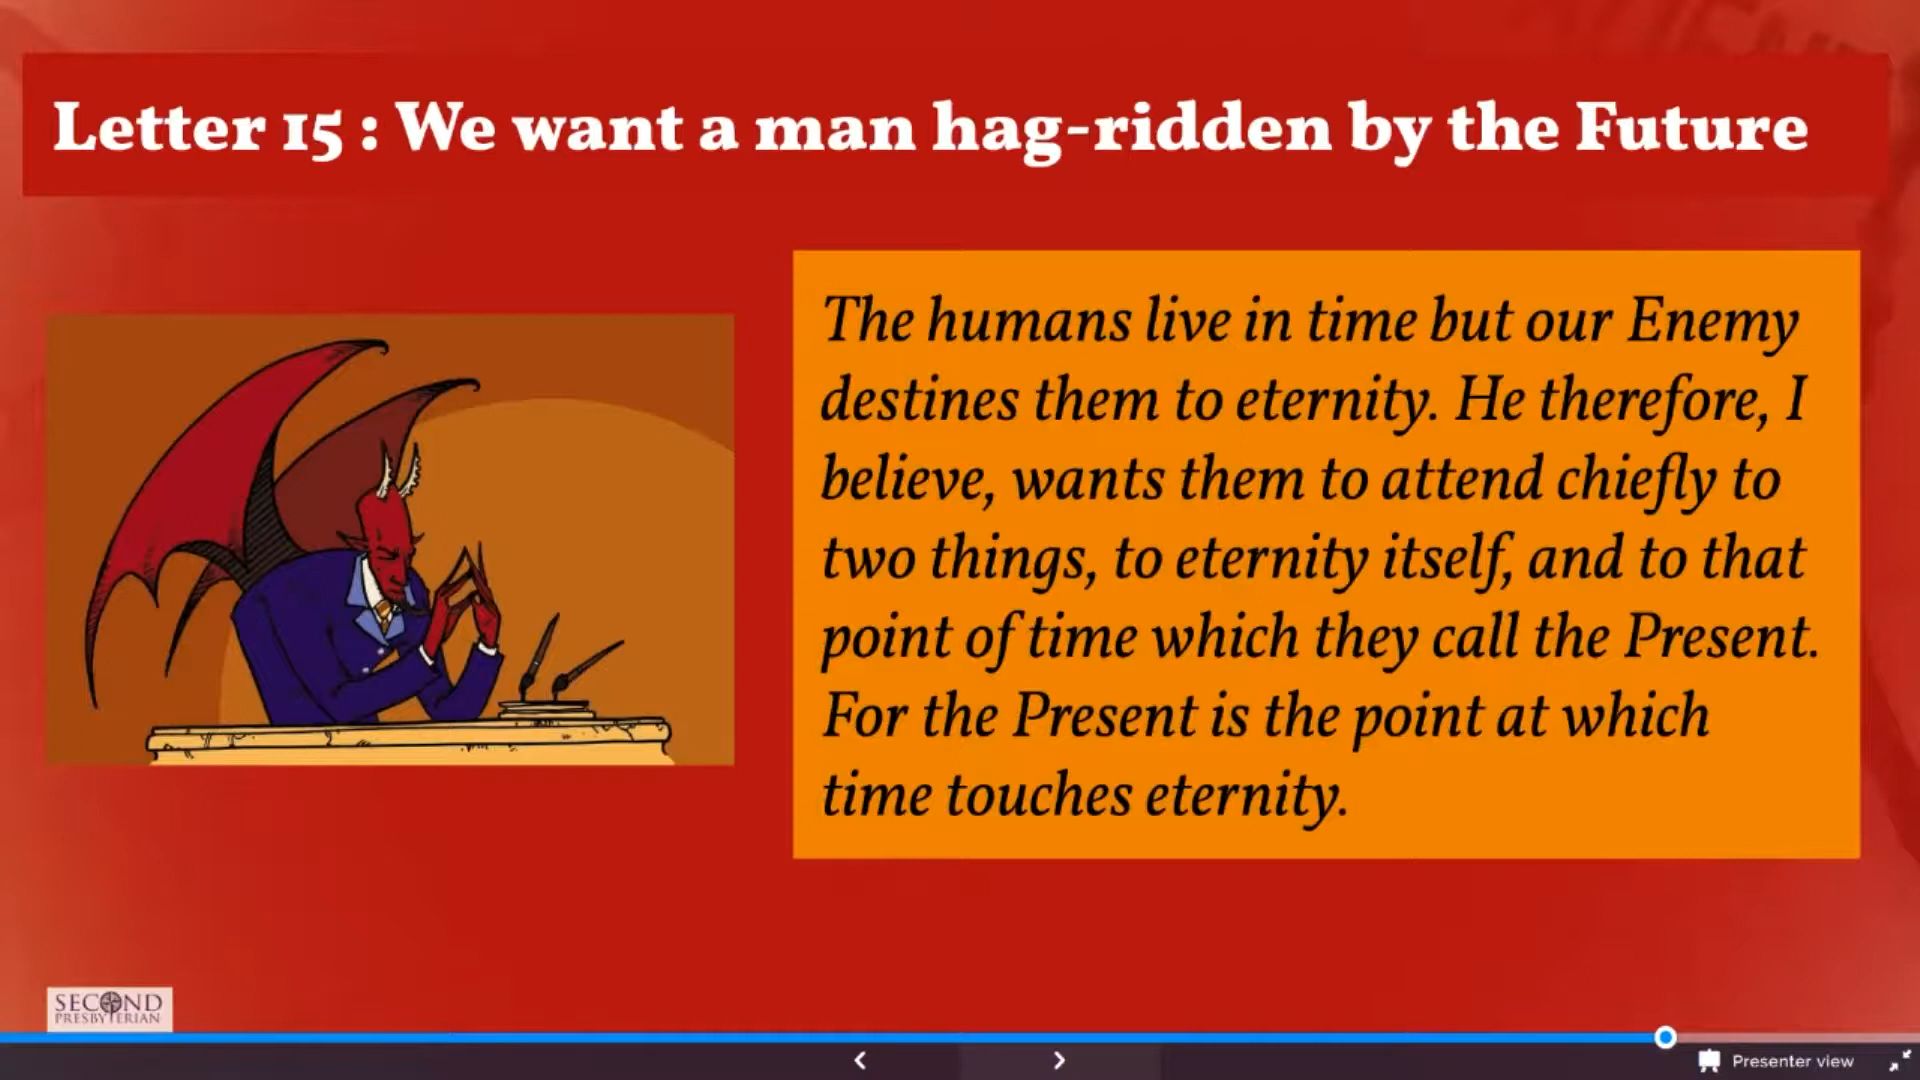 Letter 15 : We want a man hag-ridden by the Future
The humans live in time but our Enemy
destines them to eternity. He therefore, I
believe, wants them to attend chiefly to
two things, to eternity itself, and to that
point of time which they call the Present.
For the Present is the point at which
time touches eternity.
SECOND
PRESBYTERIAN
Presenter view